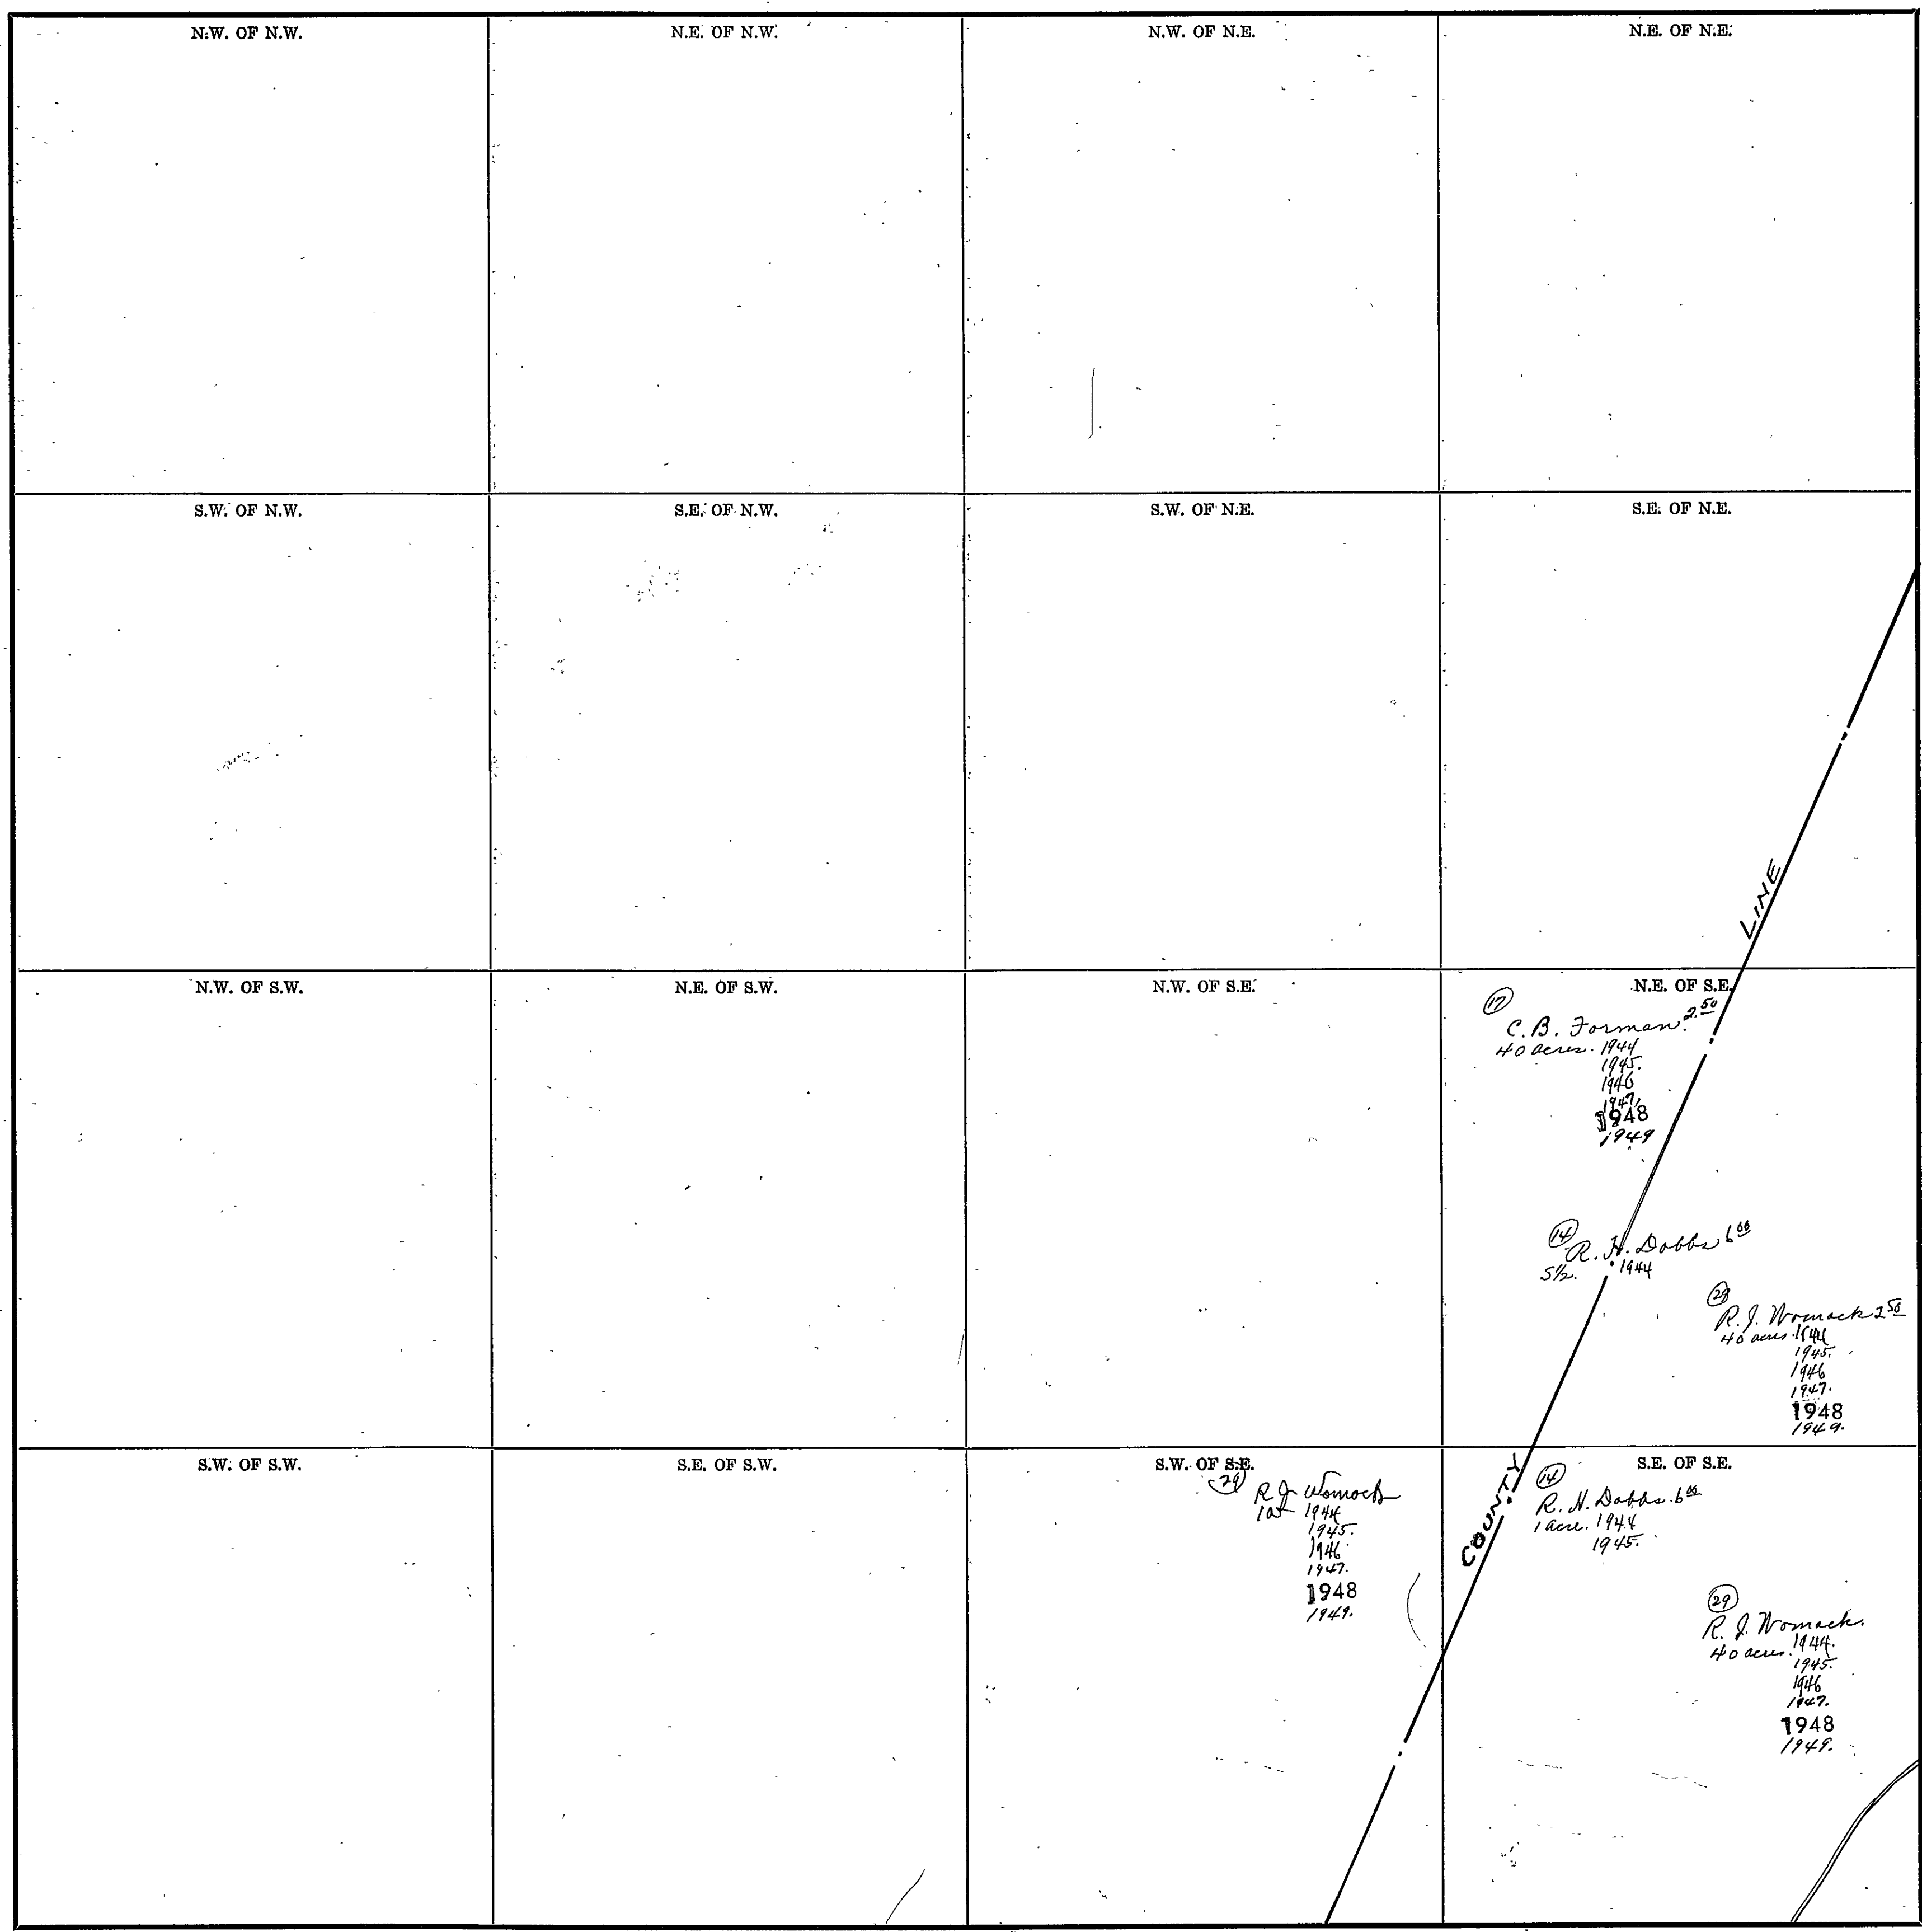 N.W. OF N.W.
N.E. OF N.W.
N.W. OF N.E.
N.E. OF N.E.
S.W. OF N.W.
S.E. OF N.W.
S.W. OF N.E.
S.E. OF N.E.
LINE
N.W. OF S.W.
N.E. OF S.W.
N.W. OF S.E.
N.E. OF S.E.
17
C. B. Forman 2.50
40 acres. 1944
1945.
1946
1947,
1948
1949
14
R. H. Dobbs 6 00
5 1/2. 1944
29
R. J. Womack 2 50
40 acres. 1944
1945.
1946
1947.
1948
1949.
S.W. OF S.W.
S.E. OF S.W.
S.W. OF S.E.
29
R J Womack
1944
1945.
1946
1947.
1948
1949.
COUNTY
S.E. OF S.E.
14
R. H. Dobbs. 6 00
1 acre. 1944
1945.
29
R. J. Womack.
40 acres. 1944.
1945.
1946
1947.
1948
1949.